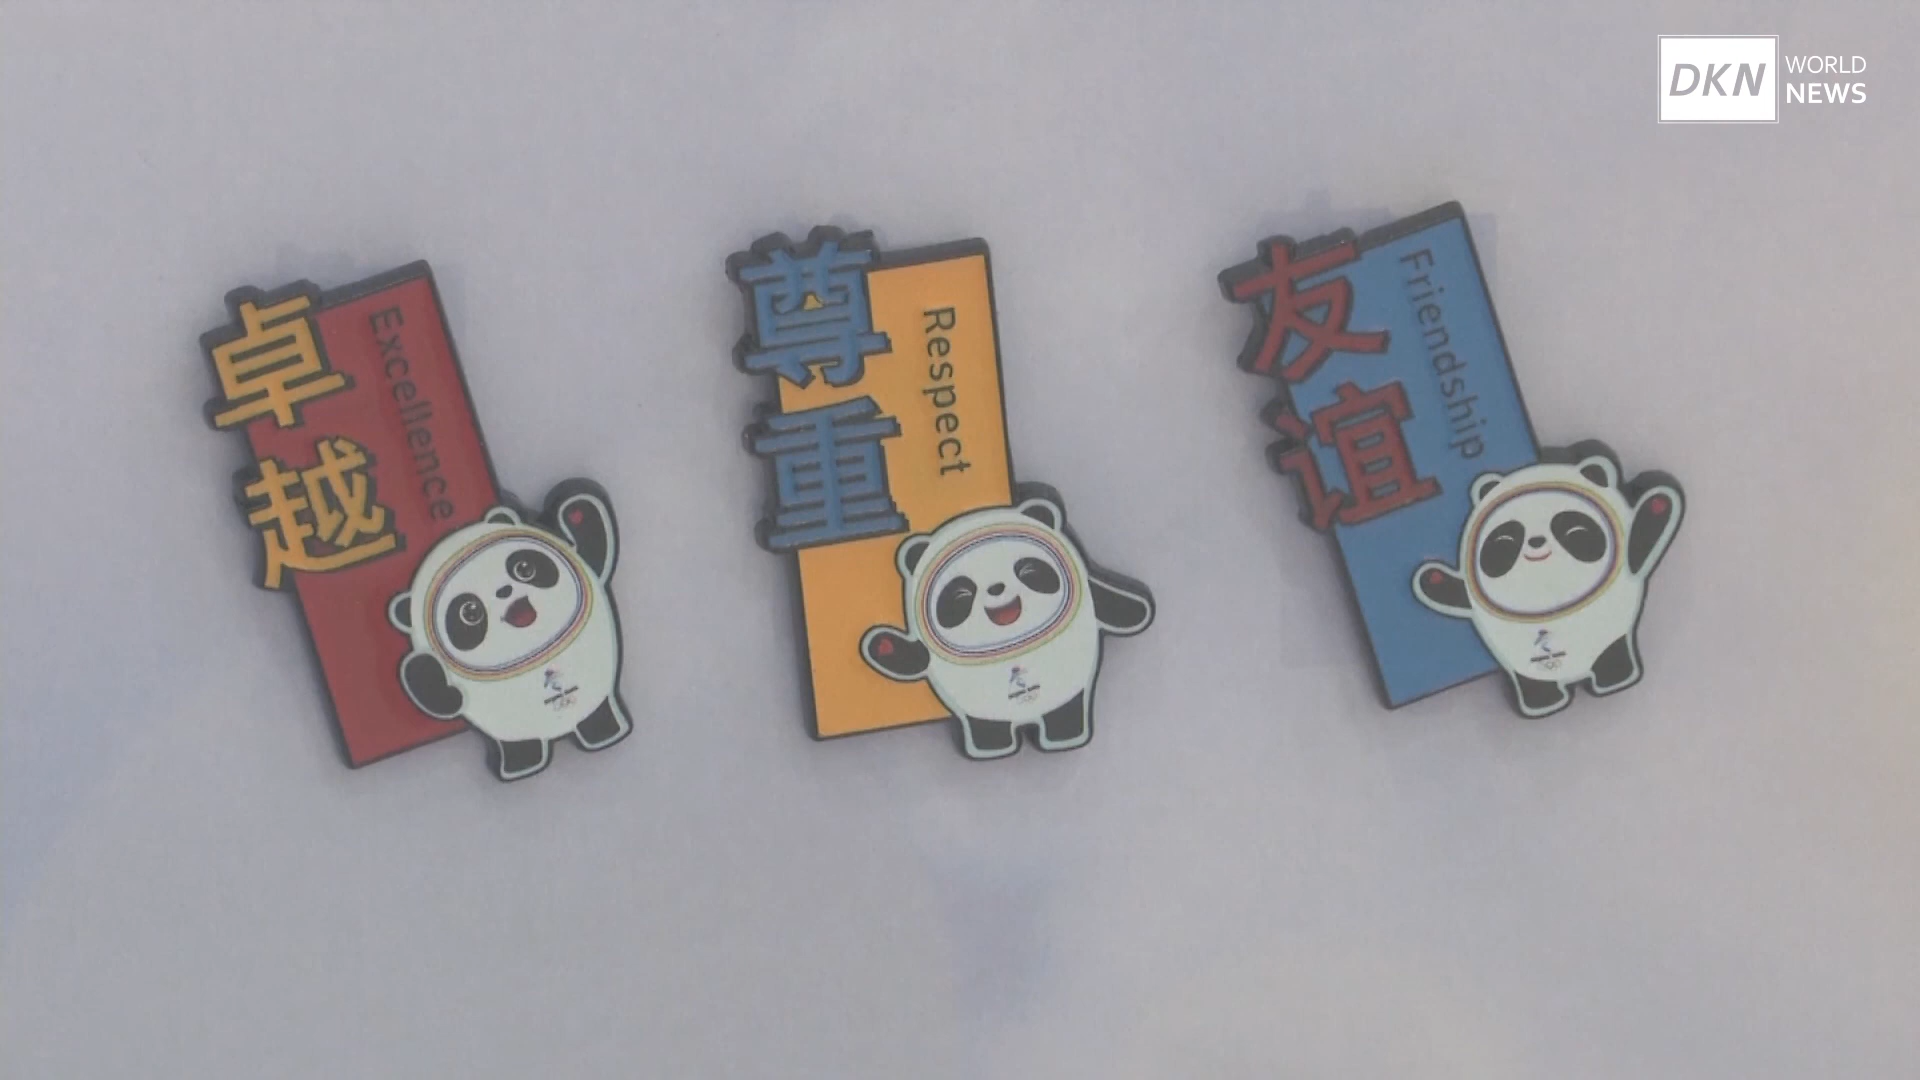 DKN WORLD
NEWS
卓越
Excellence
尊重
Respect
友谊
Friendship